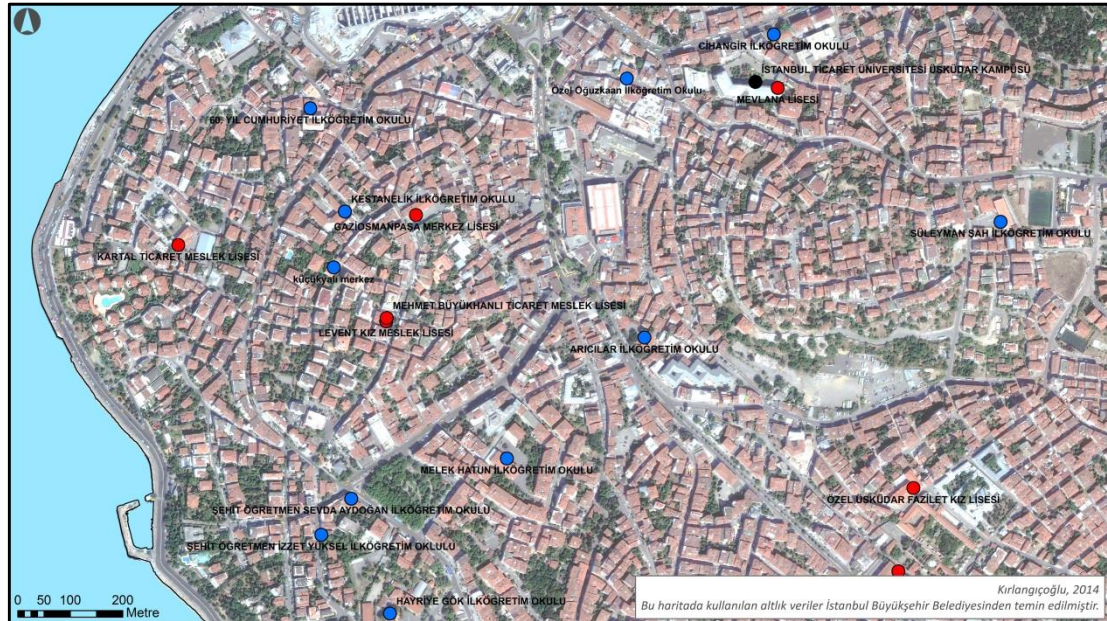 CİHANGİR İLKÖĞRETİM OKULU
İSTANBUL TİCARET ÜNİVERSİTESİ ÜSKÜDAR KAMPÜSÜ
Özel Oğuzkaan İlköğretim Okulu
MEVLANA LİSESİ
60. YIL CUMHURİYET İLKÖĞRETİM OKULU
KESTANELİK İLKÖĞRETİM OKULU
GAZİOSMANPAŞA MERKEZ LİSESİ
SÜLEYMAN ŞAH İLKÖĞRETİM OKULU
KARTAL TİCARET MESLEK LİSESİ
küçükyalı merkez
MEHMET BÜYÜKHANLI TİCARET MESLEK LİSESİ
LEVENT KIZ MESLEK LİSESİ
ARICILAR İLKÖĞRETİM OKULU
MELEK HATUN İLKÖĞRETİM OKULU
ÖZEL ÜSKÜDAR FAZİLET KIZ LİSESİ
ŞEHİT ÖĞRETMEN SEVDA AYDOĞAN İLKÖĞRETİM OKULU
ŞEHİT ÖĞRETMEN İZZET YÜKSEL İLKÖĞRETİM OKLULU
HAYRİYE GÖK İLKÖĞRETİM OKULU
0 50 100 200
Metre
Kırlangıçoğlu, 2014
Bu haritada kullanılan altlık veriler İstanbul Büyükşehir Belediyesinden temin edilmiştir.